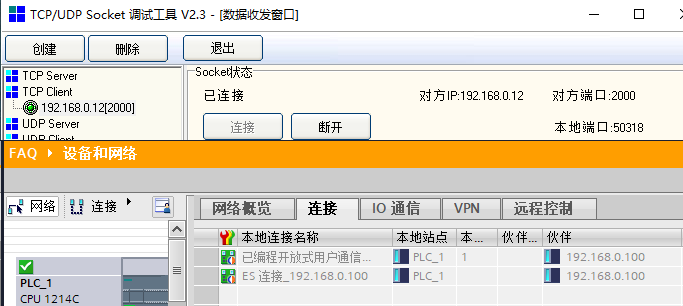 TCP/UDP Socket 调试工具 V2.3 - [数据收发窗口]
创建 删除 退出
TCP Server
TCP Client
192.168.0.12[2000]
UDP Server
UDP Client
Socket状态
已连接 对方IP:192.168.0.12 对方端口:2000
连接 断开 本地端口:50318
FAQ 设备和网络
网络 连接
网络概览 连接 IO 通信 VPN 远程控制
本地连接名称 本地站点 本... 伙伴... 伙伴
已编程开放式用户通信... PLC_1 1 192.168.0.100
ES 连接_192.168.0.100 PLC_1 192.168.0.100
PLC_1
CPU 1214C